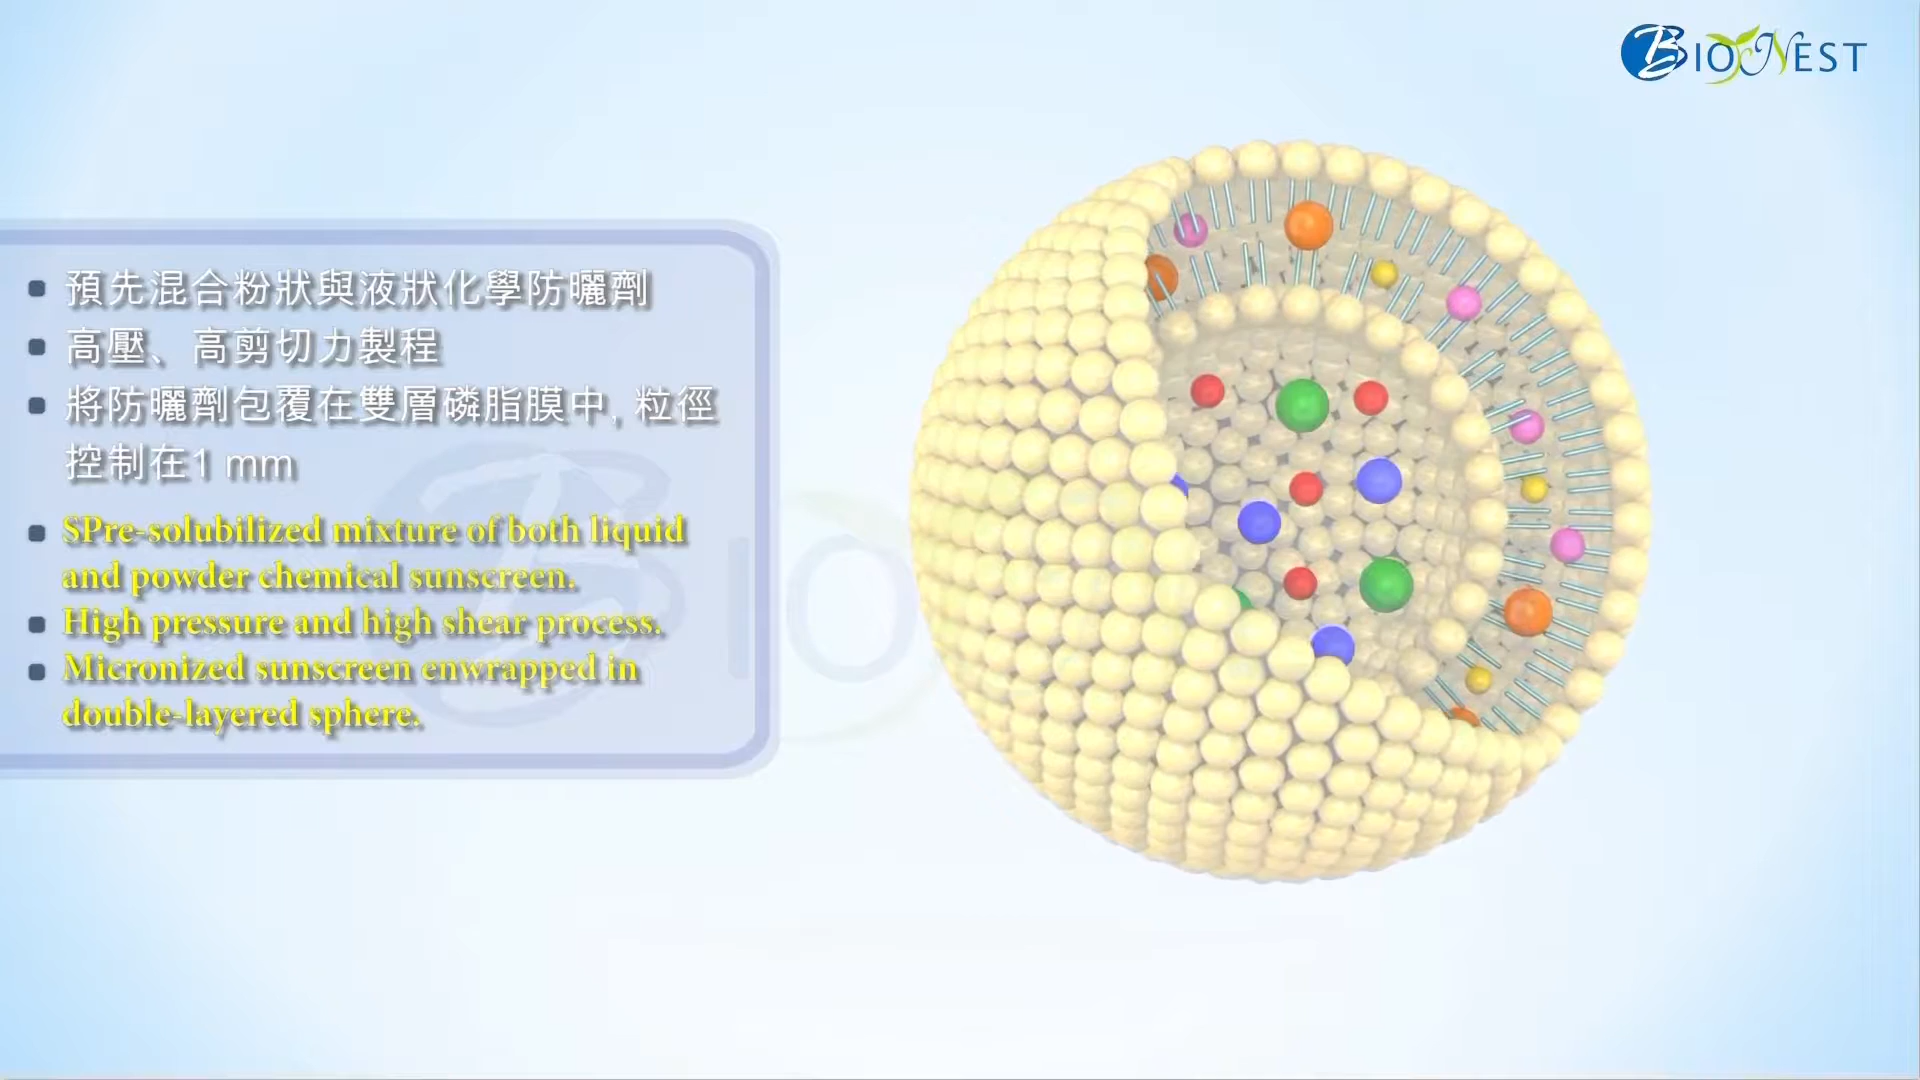 BIONEST
預先混合粉狀與液狀化學防曬劑
高壓、高剪切力製程
將防曬劑包覆在雙層磷脂膜中, 粒徑
控制在1 mm
SPre-solubilized mixture of both liquid
and powder chemical sunscreen.
High pressure and high shear process.
Micronized sunscreen enwrapped in
double-layered sphere.